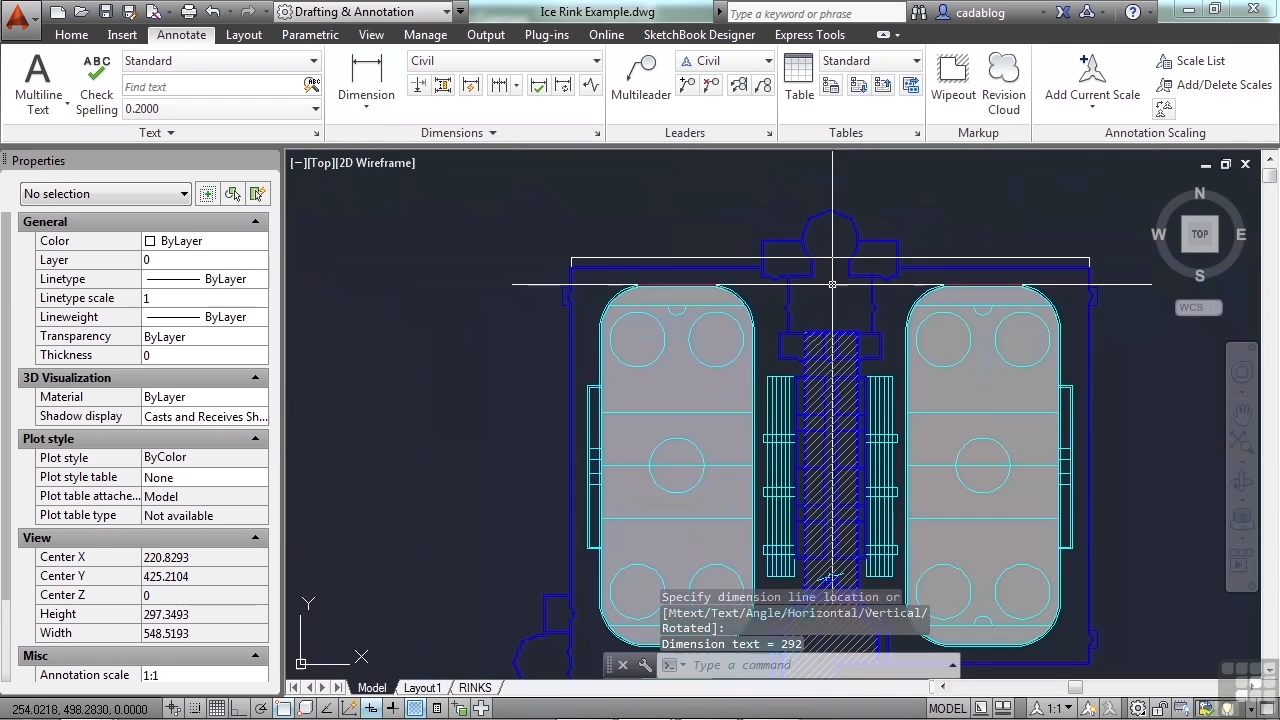 Drafting & Annotation
Ice Rink Example.dwg
Type a keyword or phrase
cadablog
Home Insert Annotate Layout Parametric View Manage Output Plug-ins Online SketchBook Designer Express Tools
Multiline Text
ABC
Check Spelling
Standard
Find text
0.2000
Text
Dimension
Civil
Dimensions
Multileader
Civil
Leaders
Table
Standard
Tables
Wipeout
Revision Cloud
Markup
Add Current Scale
Scale List
Add/Delete Scales
Annotation Scaling
Properties
No selection
General
Color ByLayer
Layer 0
Linetype ByLayer
Linetype scale 1
Lineweight ByLayer
Transparency ByLayer
Thickness 0
3D Visualization
Material ByLayer
Shadow display Casts and Receives Sh...
Plot style
Plot style ByColor
Plot style table None
Plot table attache... Model
Plot table type Not available
View
Center X 220.8293
Center Y 425.2104
Center Z 0
Height 297.3493
Width 548.5193
Misc
Annotation scale 1:1
[−][Top][2D Wireframe]
N
W TOP E
S
WCS
Y
X
Specify dimension line location or
[Mtext/Text/Angle/Horizontal/Vertical/
Rotated]:
Dimension text = 292
Type a command
Model Layout1 RINKS
254.0218, 498.2830, 0.0000
MODEL
1:1